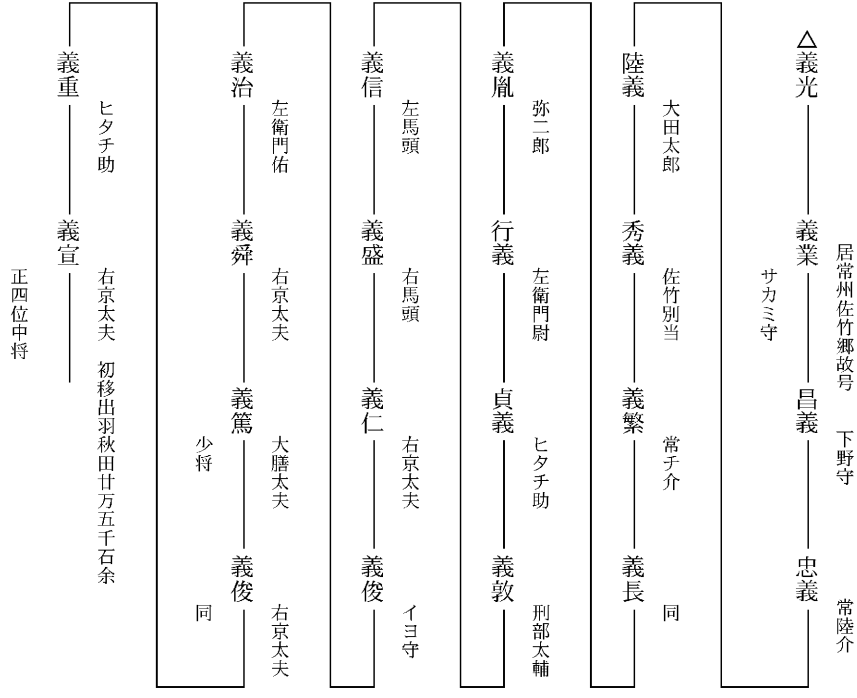 △義光
義業
居常州佐竹郷故号
サカミ守
昌義
下野守
忠義
常陸介
陸義
大田太郎
秀義
佐竹別当
義繁
常チ介
義長
同
義胤
弥二郎
行義
左衛門尉
貞義
ヒタチ助
義敦
刑部太輔
義信
左馬頭
義盛
右馬頭
義仁
右京太夫
義俊
イヨ守
義治
左衛門佑
義舜
右京太夫
義篤
大膳太夫
少将
義俊
右京太夫
同
義重
ヒタチ助
義宣
右京太夫　初移出羽秋田廿万五千石余
正四位中将